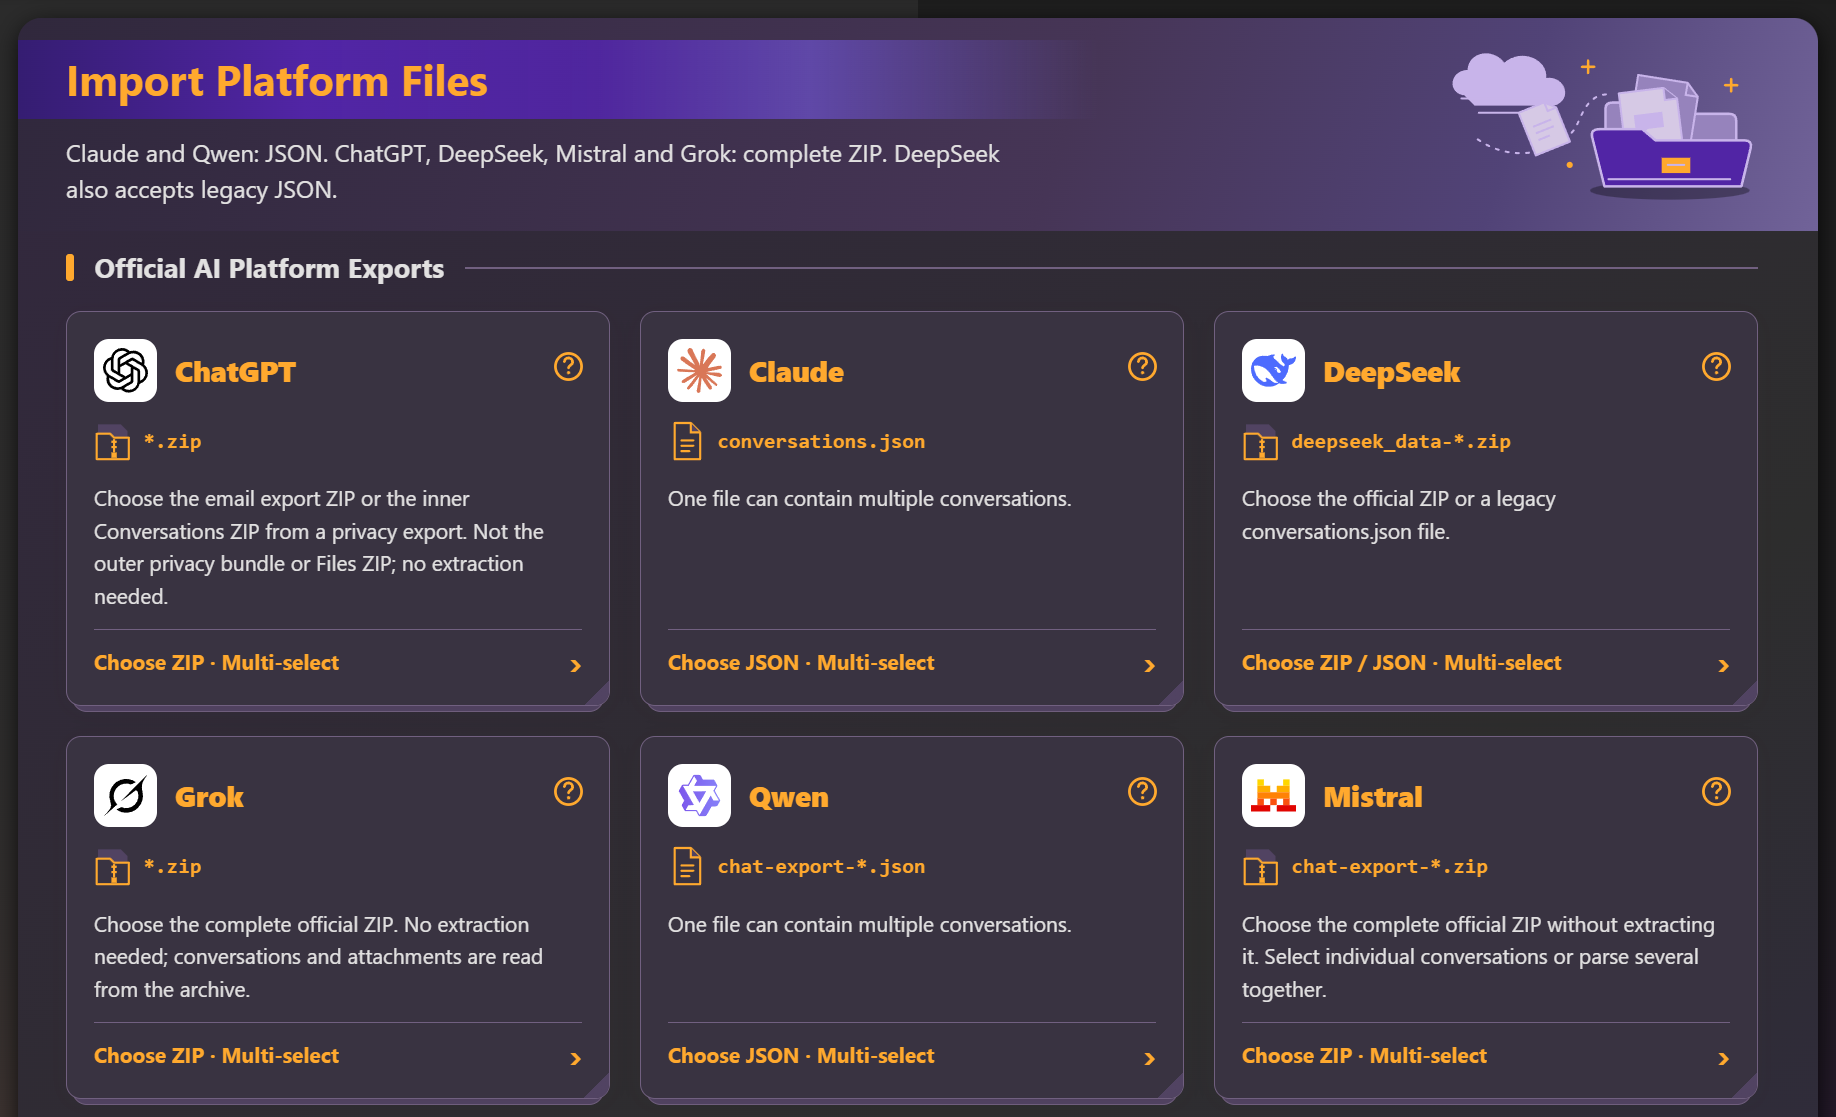 Import Platform Files
Claude and Qwen: JSON. ChatGPT, DeepSeek, Mistral and Grok: complete ZIP. DeepSeek
also accepts legacy JSON.
Official AI Platform Exports
ChatGPT
*.zip
Choose the email export ZIP or the inner
Conversations ZIP from a privacy export. Not the
outer privacy bundle or Files ZIP; no extraction
needed.
Choose ZIP · Multi-select
Claude
conversations.json
One file can contain multiple conversations.
Choose JSON · Multi-select
DeepSeek
deepseek_data-*.zip
Choose the official ZIP or a legacy
conversations.json file.
Choose ZIP / JSON · Multi-select
Grok
*.zip
Choose the complete official ZIP. No extraction
needed; conversations and attachments are read
from the archive.
Choose ZIP · Multi-select
Qwen
chat-export-*.json
One file can contain multiple conversations.
Choose JSON · Multi-select
Mistral
chat-export-*.zip
Choose the complete official ZIP without extracting
it. Select individual conversations or parse several
together.
Choose ZIP · Multi-select